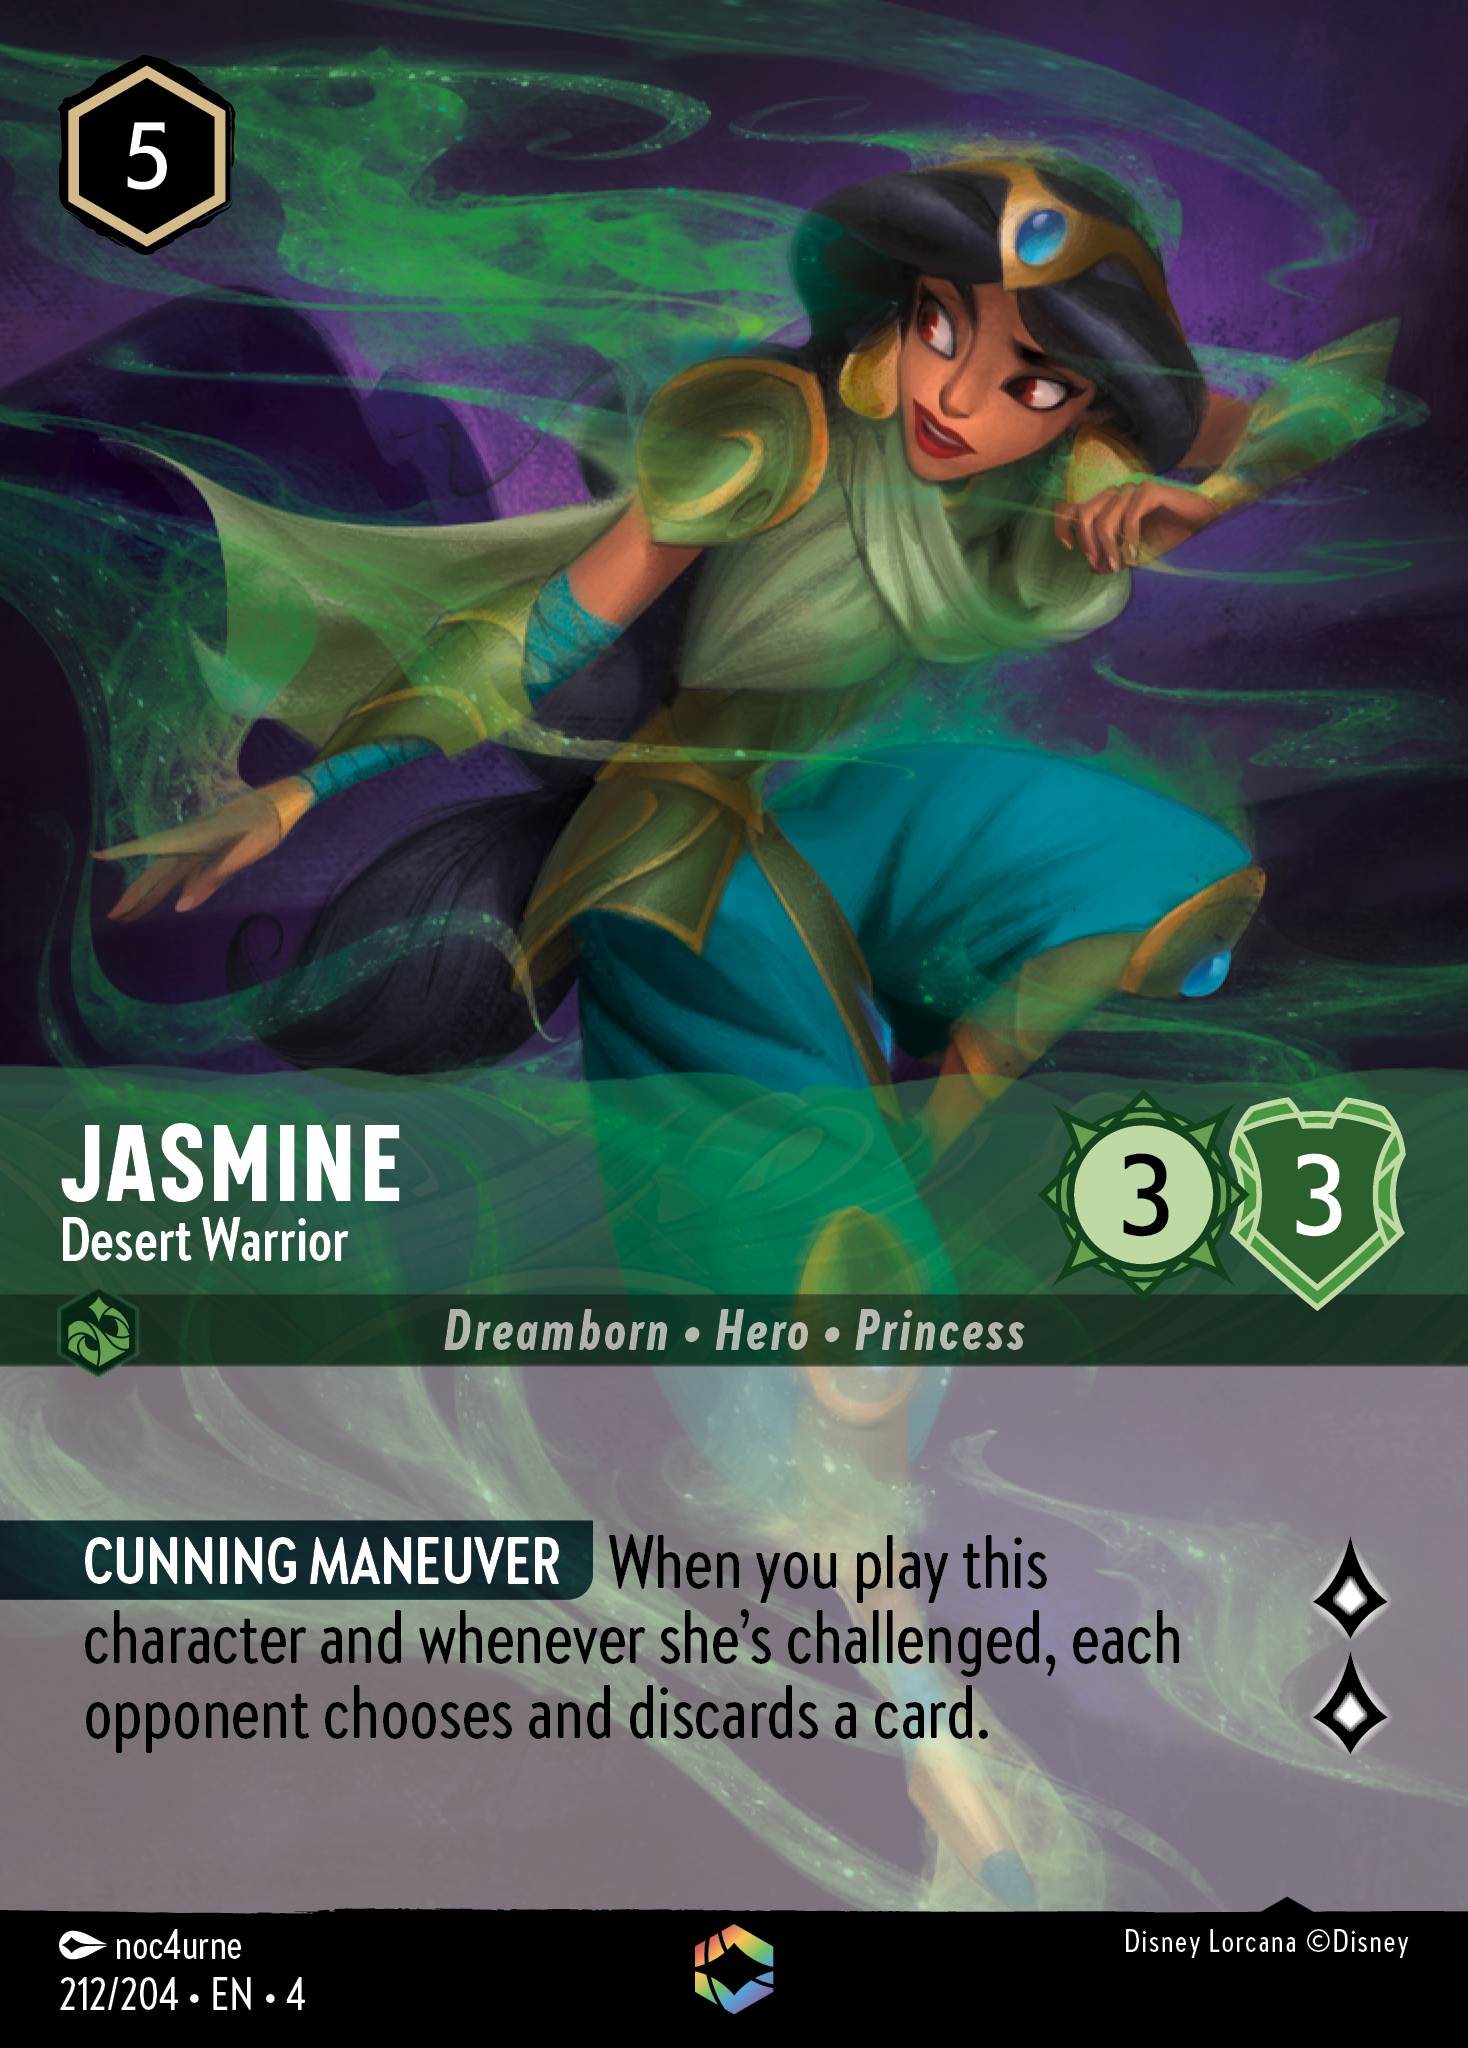 5
JASMINE
Desert Warrior
3 3
Dreamborn • Hero • Princess
CUNNING MANEUVER When you play this
character and whenever she’s challenged, each
opponent chooses and discards a card.
noc4urne
212/204 • EN • 4
Disney Lorcana ©Disney